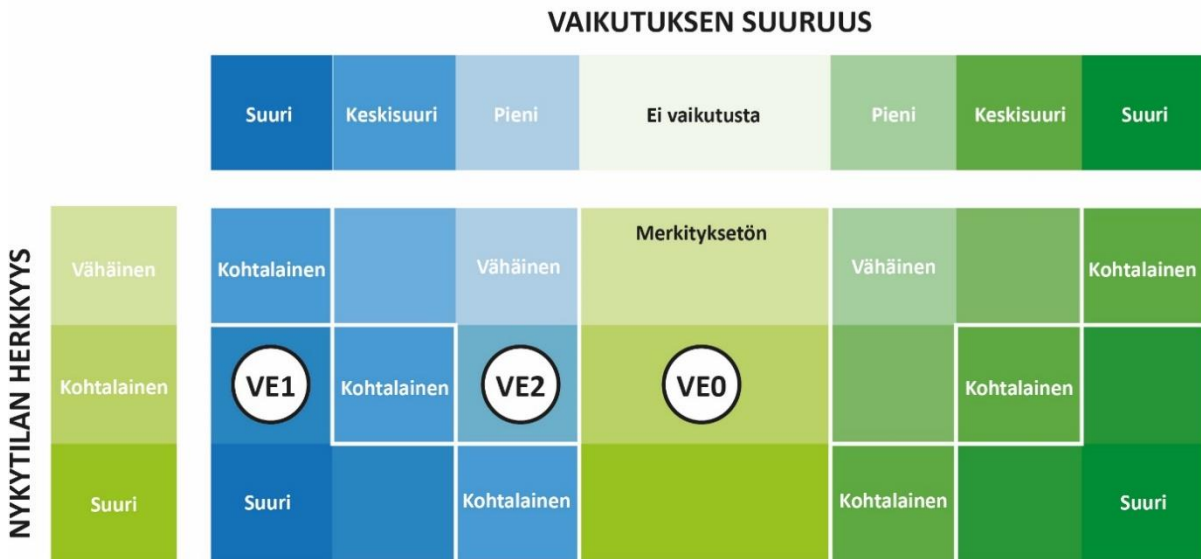 VAIKUTUKSEN SUURUUS
Suuri Keskisuuri Pieni Ei vaikutusta Pieni Keskisuuri Suuri
NYKYTILAN HERKKYYS
Vähäinen Kohtalainen Vähäinen Merkityksetön Vähäinen Kohtalainen
Kohtalainen VE1 Kohtalainen VE2 VE0 Kohtalainen
Suuri Suuri Kohtalainen Kohtalainen Suuri